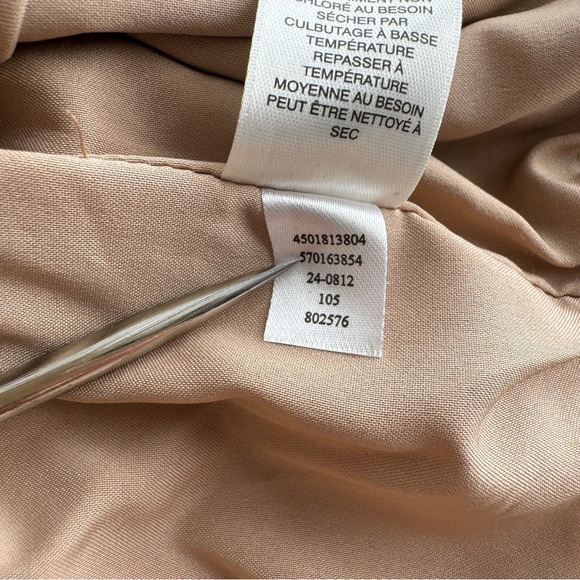 CHLORÉ AU BESOIN
SÉCHER PAR
CULBUTAGE À BASSE
TEMPÉRATURE
REPASSER À
TEMPÉRATURE
MOYENNE AU BESOIN
PEUT ÊTRE NETTOYÉ À
SEC
4501813804
570163854
24-0812
105
802576